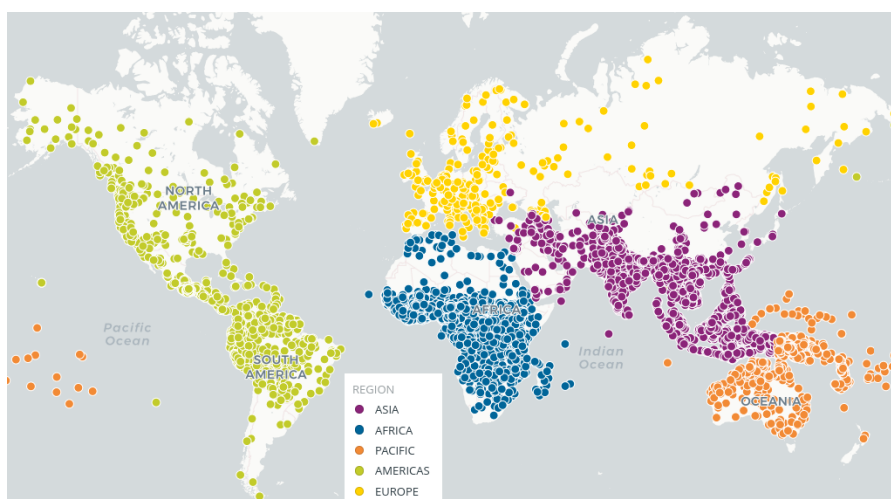 NORTH
AMERICA
ASIA
AFRICA
Pacific
Ocean
Indian
Ocean
SOUTH
AMERICA
OCEANIA
REGION
ASIA
AFRICA
PACIFIC
AMERICAS
EUROPE